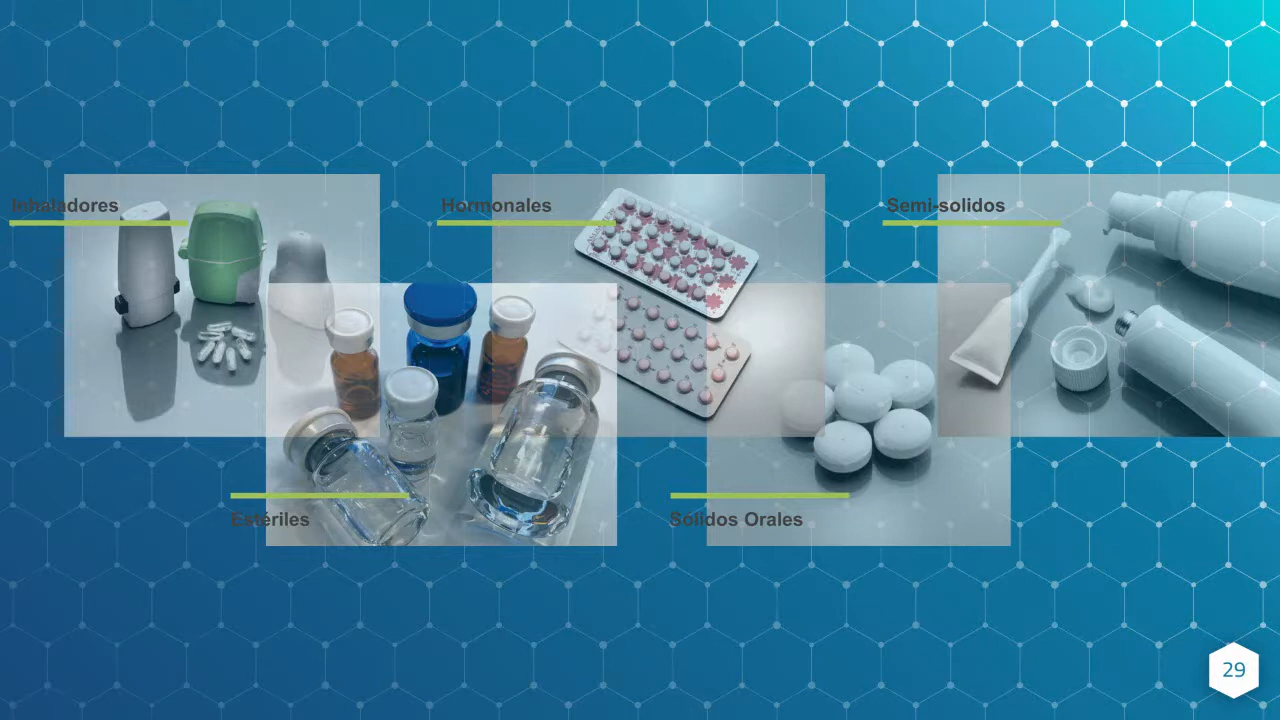 Inhaladores
Hormonales
Semi-solidos
Estériles
Sólidos Orales
29